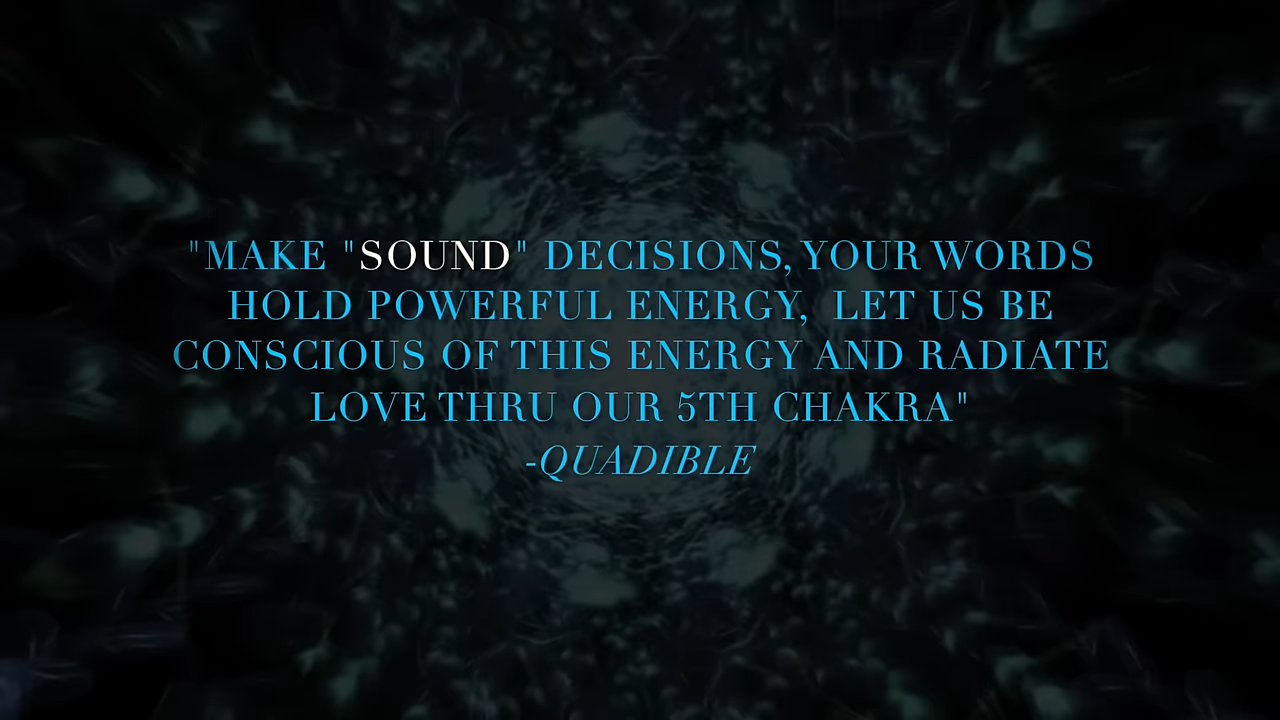 "MAKE "SOUND" DECISIONS, YOUR WORDS
HOLD POWERFUL ENERGY,  LET US BE
CONSCIOUS OF THIS ENERGY AND RADIATE
LOVE THRU OUR 5TH CHAKRA"
-QUADIBLE